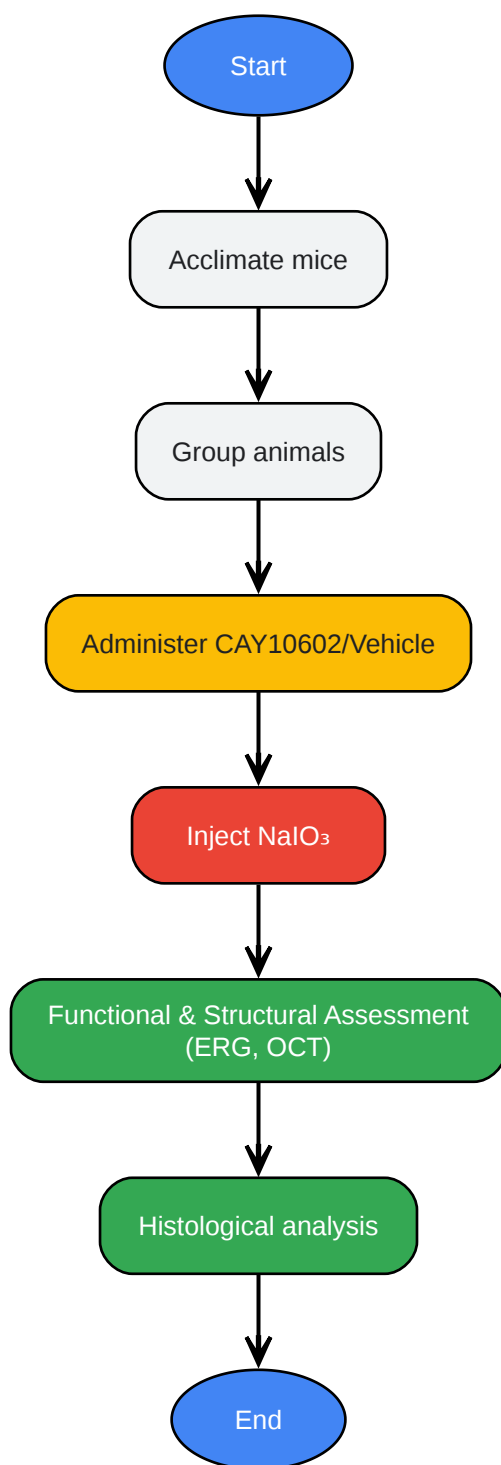 Start
Acclimate mice
Group animals
Administer CAY10602/Vehicle
Inject NaIO₃
Functional & Structural Assessment
(ERG, OCT)
Histological analysis
End